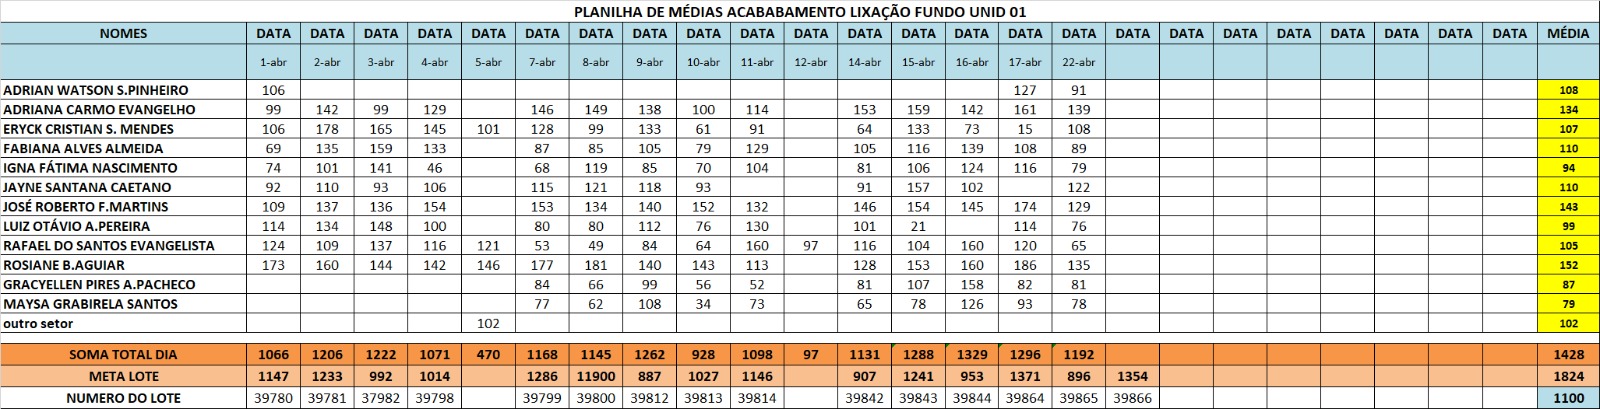 PLANILHA DE MÉDIAS ACABABAMENTO LIXAÇÃO FUNDO UNID 01
NOMES DATA DATA DATA DATA DATA DATA DATA DATA DATA DATA DATA DATA DATA DATA DATA DATA DATA DATA DATA DATA DATA DATA DATA DATA MÉDIA
1-abr 2-abr 3-abr 4-abr 5-abr 7-abr 8-abr 9-abr 10-abr 11-abr 12-abr 14-abr 15-abr 16-abr 17-abr 22-abr
ADRIAN WATSON S.PINHEIRO 106 127 91 108
ADRIANA CARMO EVANGELHO 99 142 99 129 146 149 138 100 114 153 159 142 161 139 134
ERYCK CRISTIAN S. MENDES 106 178 165 145 101 128 99 133 61 91 64 133 73 15 108 107
FABIANA ALVES ALMEIDA 69 135 159 133 87 85 105 79 129 105 116 139 108 89 110
IGNA FÁTIMA NASCIMENTO 74 101 141 46 68 119 85 70 104 81 106 124 116 79 94
JAYNE SANTANA CAETANO 92 110 93 106 115 121 118 93 91 157 102 122 110
JOSÉ ROBERTO F.MARTINS 109 137 136 154 153 134 140 152 132 146 154 145 174 129 143
LUIZ OTÁVIO A.PEREIRA 114 134 148 100 80 80 112 76 130 101 21 114 76 99
RAFAEL DO SANTOS EVANGELISTA 124 109 137 116 121 53 49 84 64 160 97 116 104 160 120 65 105
ROSIANE B.AGUIAR 173 160 144 142 146 177 181 140 143 113 128 153 160 186 135 152
GRACYELLEN PIRES A.PACHECO 84 66 99 56 52 81 107 158 82 81 87
MAYSA GRABIRELA SANTOS 77 62 108 34 73 65 78 126 93 78 79
outro setor 102 102
SOMA TOTAL DIA 1066 1206 1222 1071 470 1168 1145 1262 928 1098 97 1131 1288 1329 1296 1192 1428
META LOTE 1147 1233 992 1014 1286 11900 887 1027 1146 907 1241 953 1371 896 1354 1824
NUMERO DO LOTE 39780 39781 37982 39798 39799 39800 39812 39813 39814 39842 39843 39844 39864 39865 39866 1100